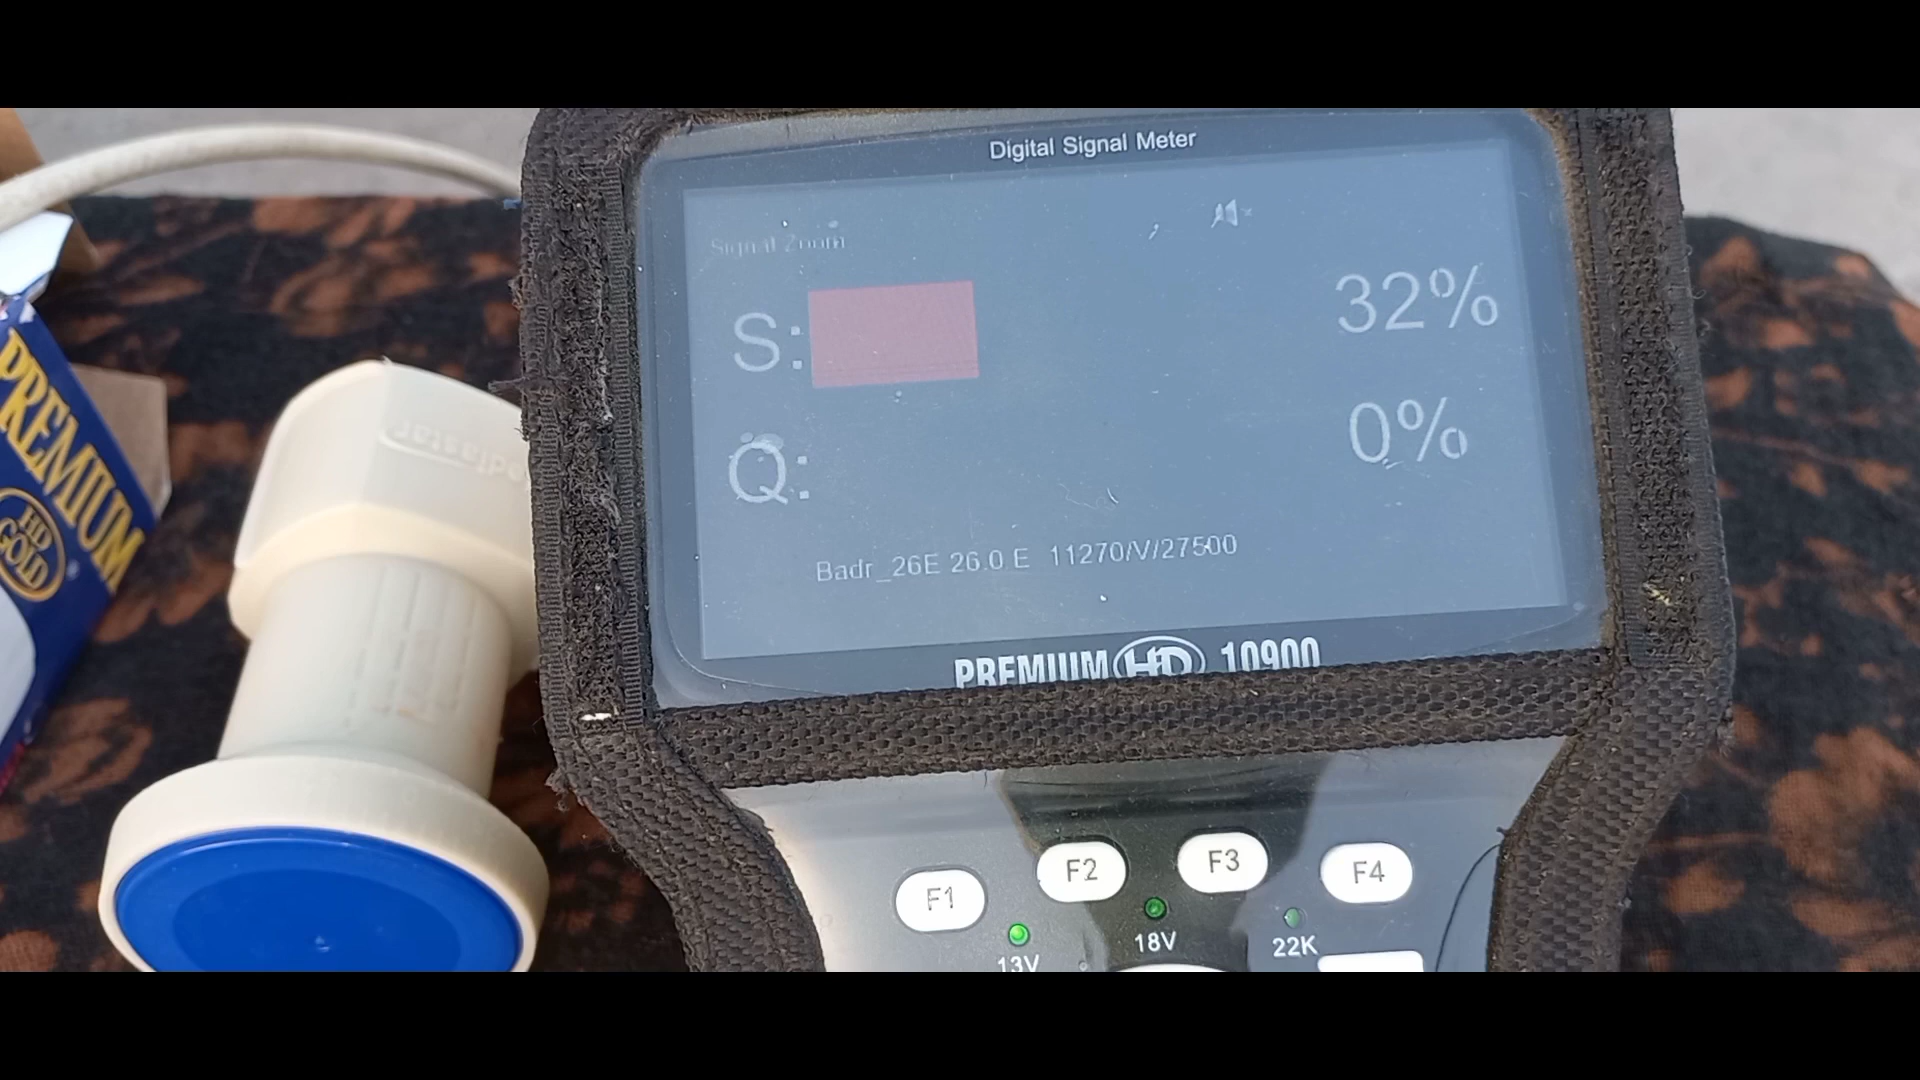 Digital Signal Meter
Signal Zoom
S: 32%
Q: 0%
Badr_26E 26.0 E 11270/V/27500
PREMIUM HD 10900
F1 F2 F3 F4
13V 18V 22K
PREMIUM
HD
GOLD